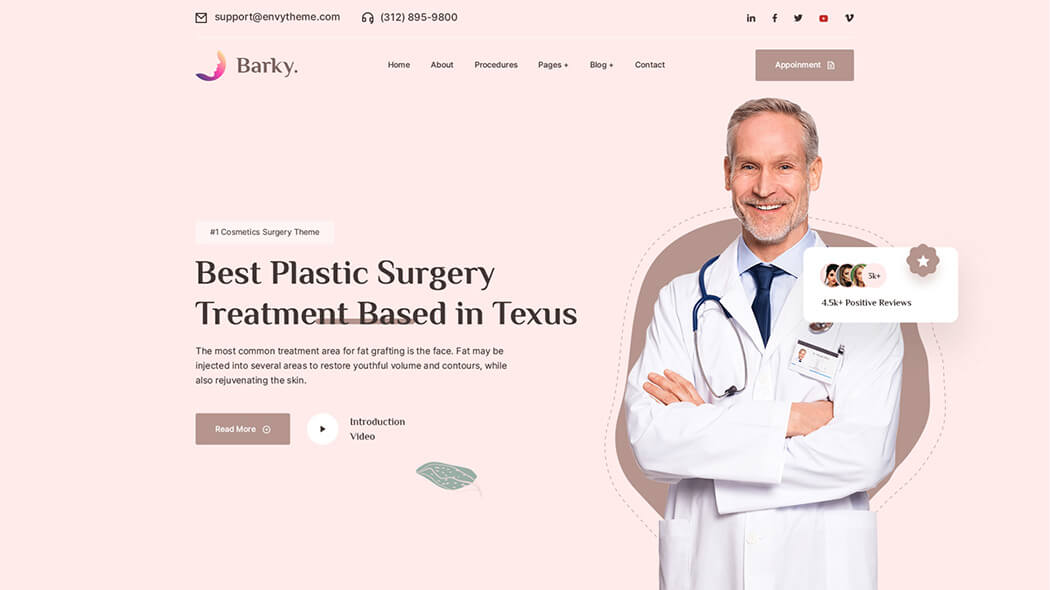 support@envytheme.com
(312) 895-9800
Barky.
Home
About
Procedures
Pages +
Blog +
Contact
Appoinment
#1 Cosmetics Surgery Theme
Best Plastic Surgery
Treatment Based in Texus
The most common treatment area for fat grafting is the face. Fat may be
injected into several areas to restore youthful volume and contours, while
also rejuvenating the skin.
Read More
Introduction
Video
3k+
4.5k+ Positive Reviews